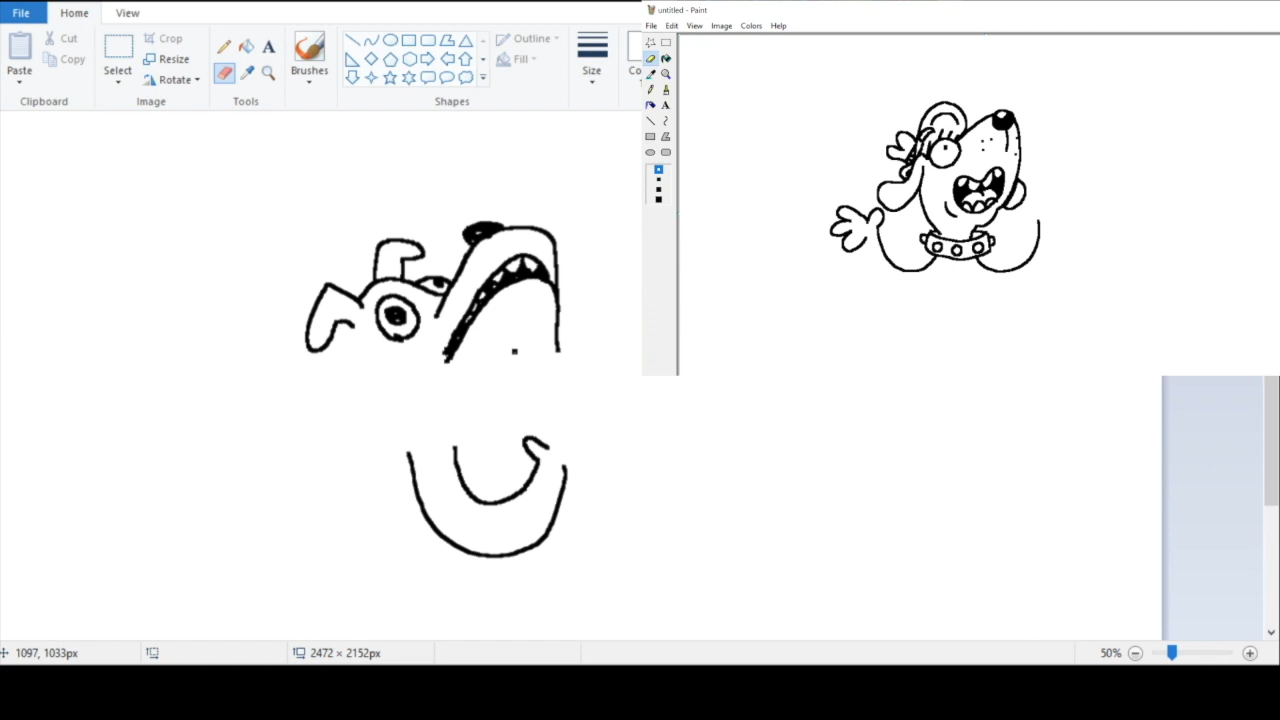 File Home View
Paste
Cut
Copy
Clipboard
Select
Crop
Resize
Rotate
Image
A
Tools
Brushes
Outline
Fill
Shapes
Size
Co
untitled - Paint
File Edit View Image Colors Help
A
1097, 1033px
2472 × 2152px
50%